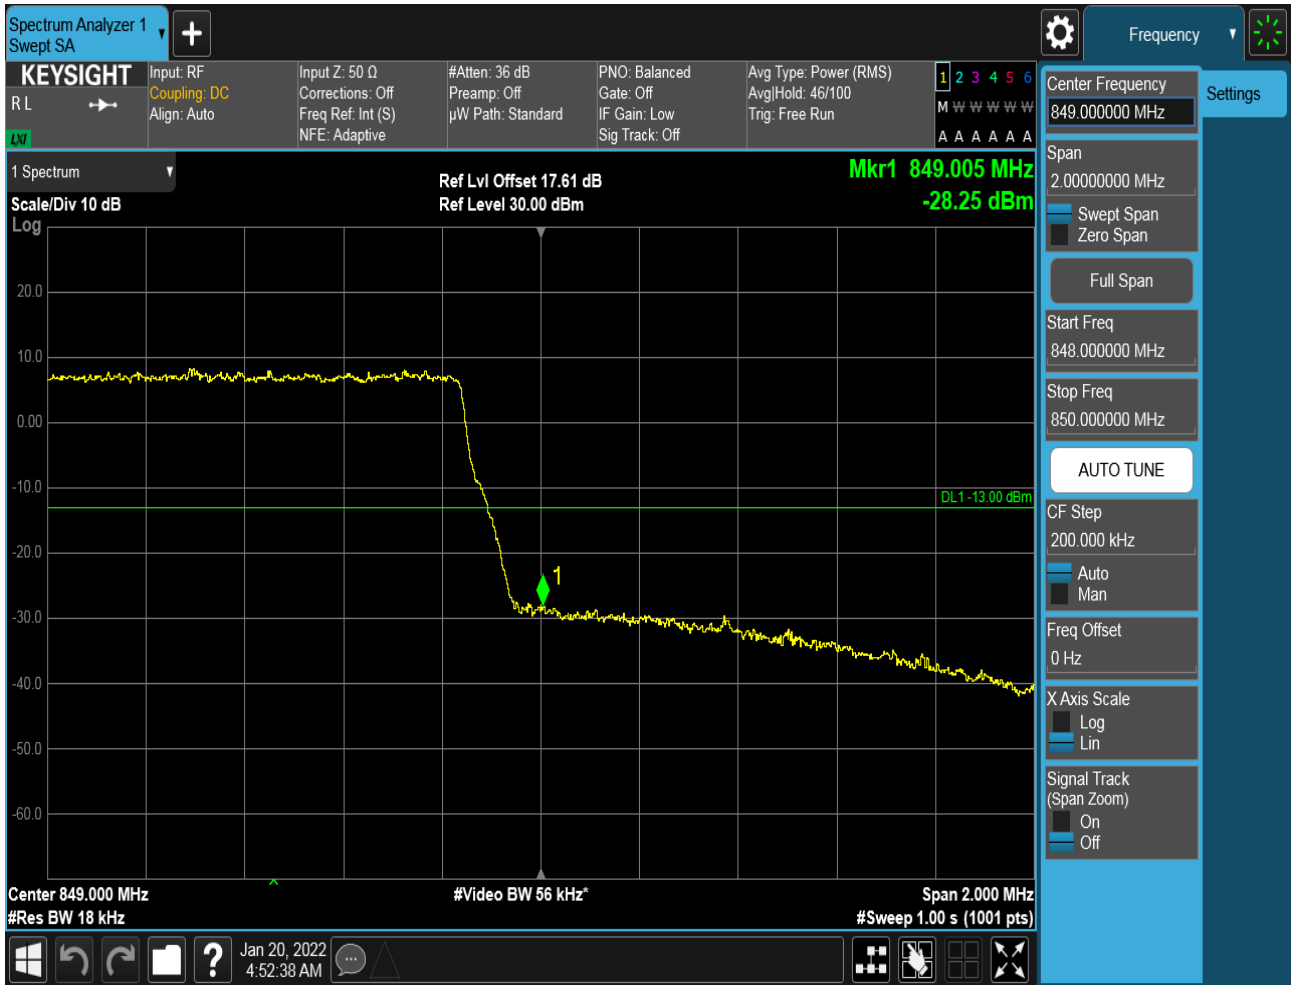 Spectrum Analyzer 1
Swept SA
Frequency
KEYSIGHT
R L
LXI
Input: RF
Coupling: DC
Align: Auto
Input Z: 50 Ω
Corrections: Off
Freq Ref: Int (S)
NFE: Adaptive
#Atten: 36 dB
Preamp: Off
µW Path: Standard
PNO: Balanced
Gate: Off
IF Gain: Low
Sig Track: Off
Avg Type: Power (RMS)
Avg|Hold: 46/100
Trig: Free Run
1 2 3 4 5 6
M W W W W W
A A A A A A
1 Spectrum
Scale/Div 10 dB
Log
Ref Lvl Offset 17.61 dB
Ref Level 30.00 dBm
Mkr1 849.005 MHz
-28.25 dBm
20.0
10.0
0.00
-10.0
-20.0
-30.0
-40.0
-50.0
-60.0
DL1 -13.00 dBm
1
Center 849.000 MHz
#Res BW 18 kHz
#Video BW 56 kHz*
Span 2.000 MHz
#Sweep 1.00 s (1001 pts)
?
Jan 20, 2022
4:52:38 AM
Center Frequency
849.000000 MHz
Settings
Span
2.00000000 MHz
Swept Span
Zero Span
Full Span
Start Freq
848.000000 MHz
Stop Freq
850.000000 MHz
AUTO TUNE
CF Step
200.000 kHz
Auto
Man
Freq Offset
0 Hz
X Axis Scale
Log
Lin
Signal Track
(Span Zoom)
On
Off